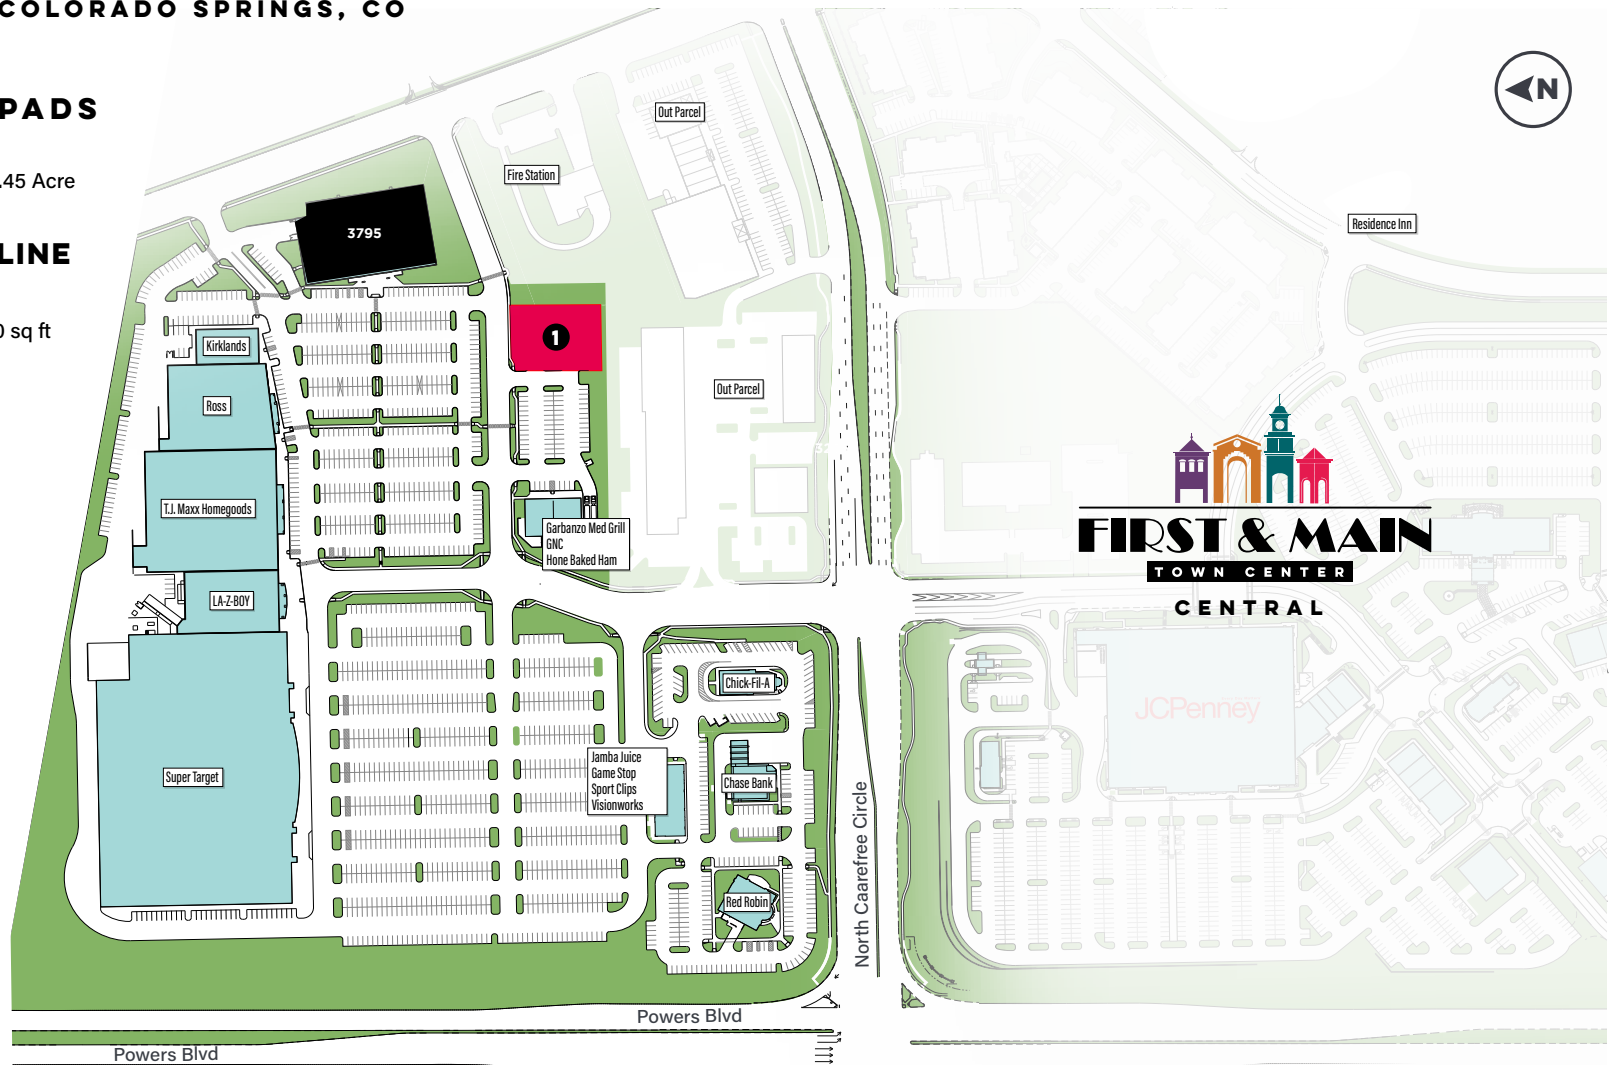 COLORADO SPRINGS, CO
PADS
.45 Acre
LINE
0 sq ft
N
Out Parcel
Fire Station
Residence Inn
3795
1
Kirklands
Ross
Out Parcel
T.J. Maxx Homegoods
Garbanzo Med Grill
GNC
Hone Baked Ham
LA-Z-BOY
FIRST & MAIN
TOWN CENTER
CENTRAL
Chick-Fil-A
JCPenney
Super Target
Jamba Juice
Game Stop
Sport Clips
Visionworks
Chase Bank
Red Robin
North Caarefree Circle
Powers Blvd
Powers Blvd